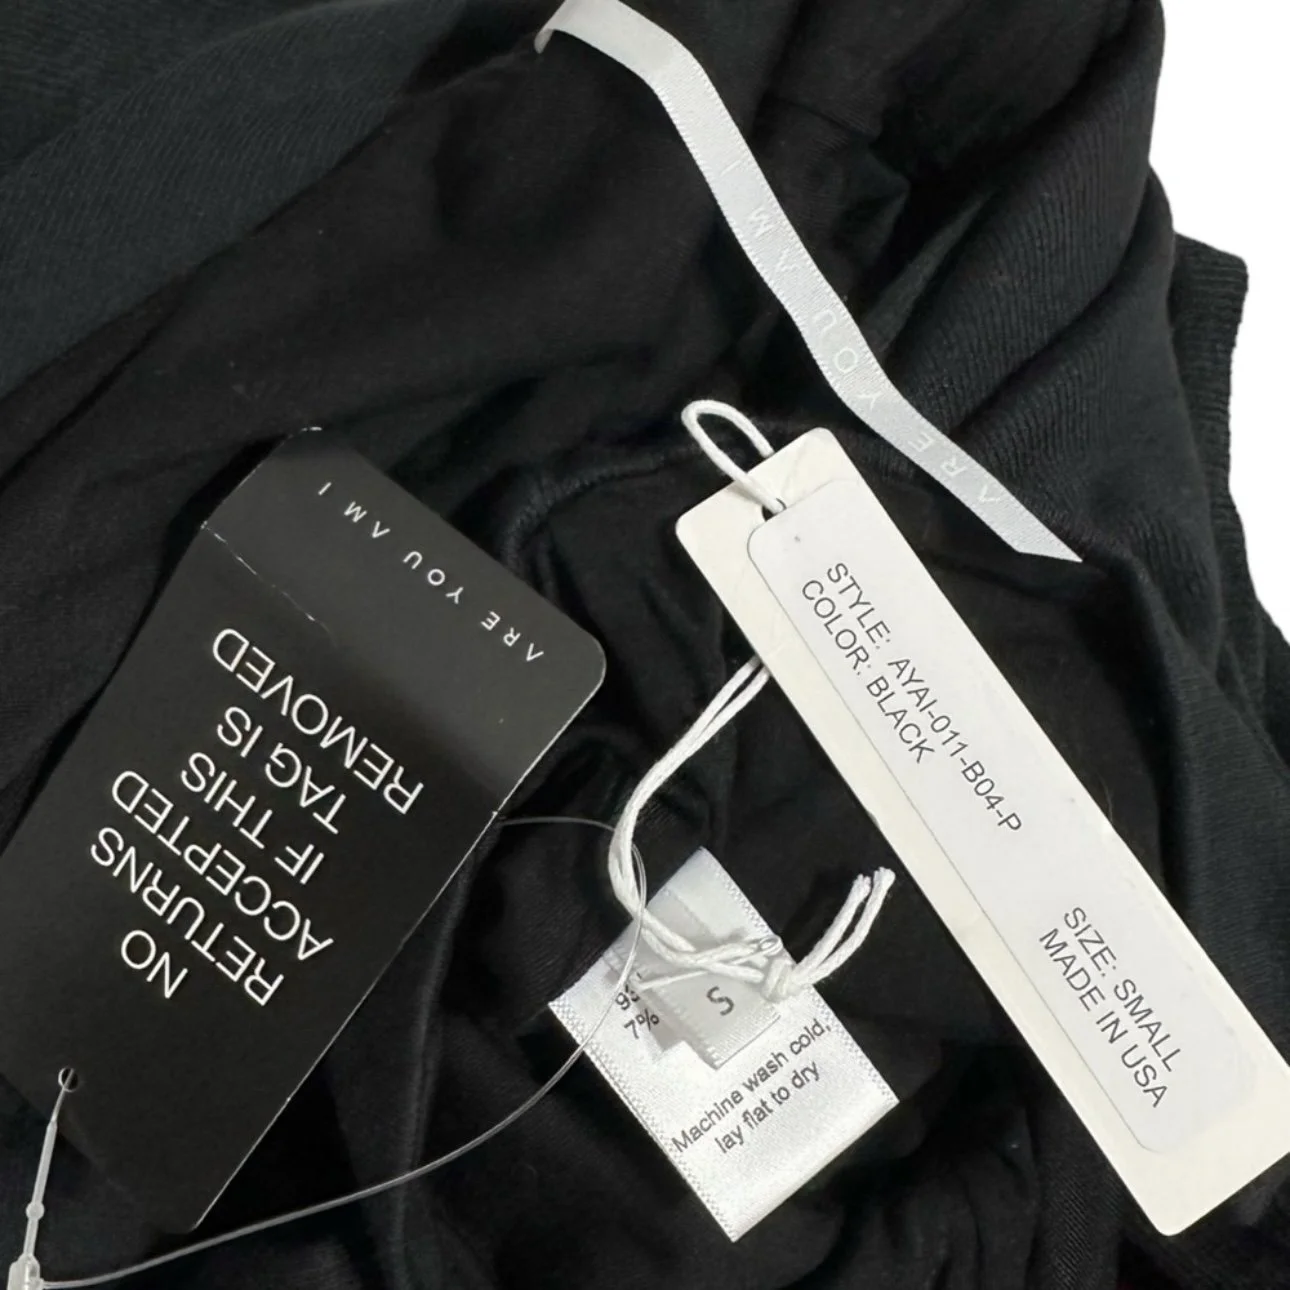 ARE YOU AM I
ARE YOU AM I
NO
RETURNS
ACCEPTED
IF THIS
TAG IS
REMOVED
STYLE: AYAI-011-B04-P
COLOR: BLACK
SIZE: SMALL
MADE IN USA
S
7%
Machine wash cold,
lay flat to dry